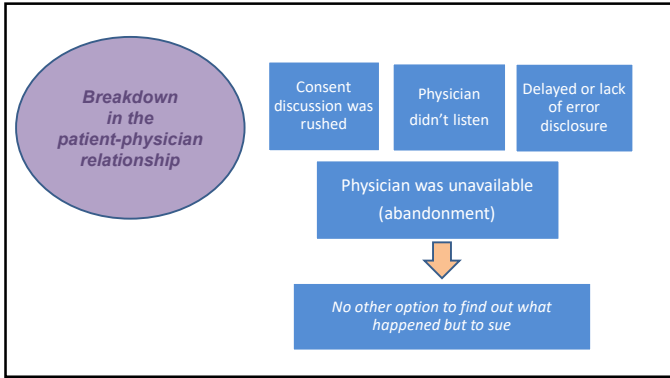 Breakdown
in the
patient-physician
relationship
Consent
discussion was
rushed
Physician
didn’t listen
Delayed or lack
of error
disclosure
Physician was unavailable
(abandonment)
No other option to find out what
happened but to sue